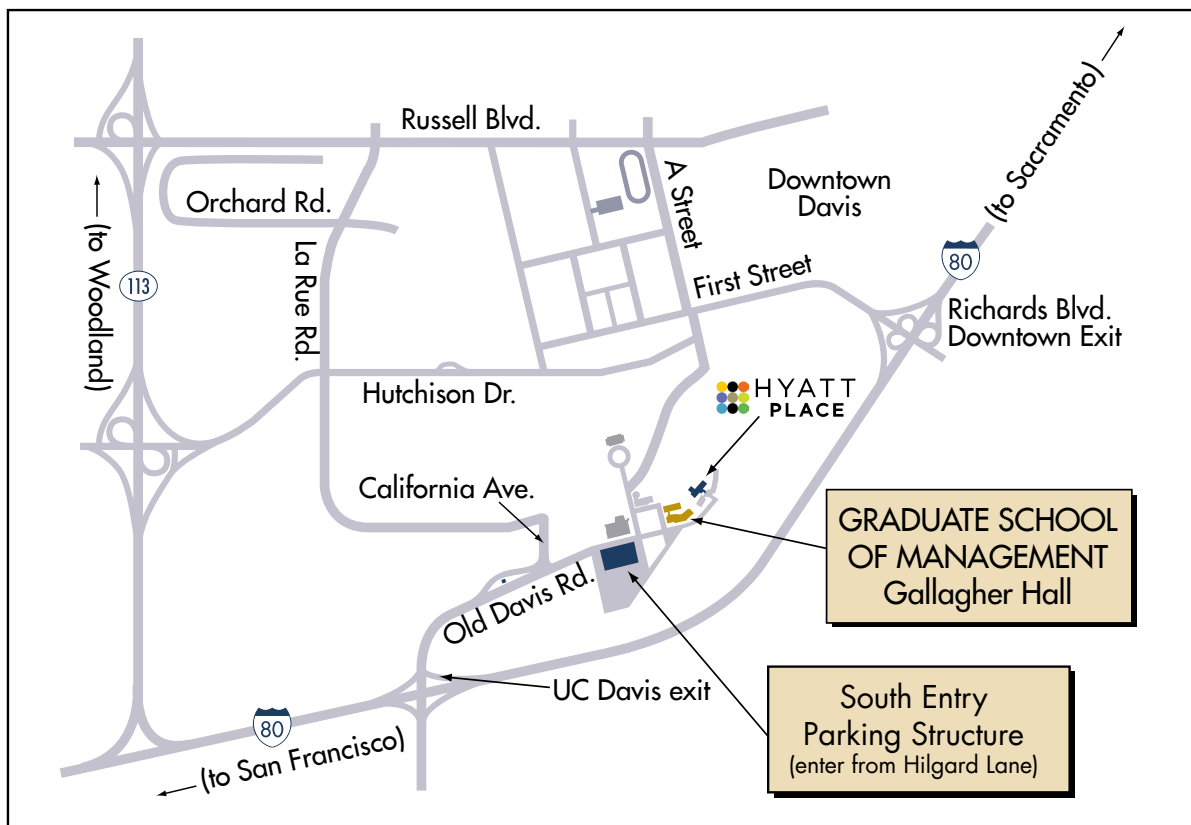 Russell Blvd.
(to Sacramento)
Orchard Rd.
A Street
Downtown
Davis
(to Woodland)
113
La Rue Rd.
First Street
80
Richards Blvd.
Downtown Exit
Hutchison Dr.
HYATT
PLACE
California Ave.
GRADUATE SCHOOL
OF MANAGEMENT
Gallagher Hall
Old Davis Rd.
UC Davis exit
South Entry
Parking Structure
(enter from Hilgard Lane)
80
(to San Francisco)